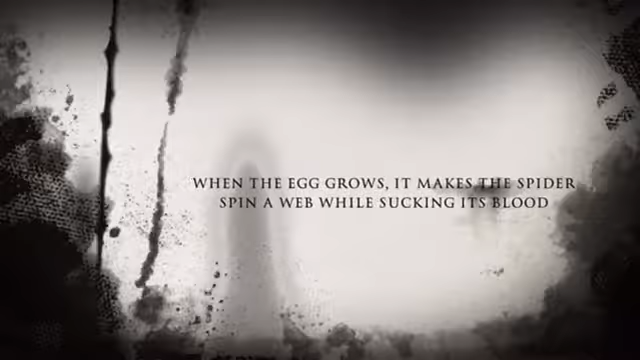 WHEN THE EGG GROWS, IT MAKES THE SPIDER
SPIN A WEB WHILE SUCKING ITS BLOOD